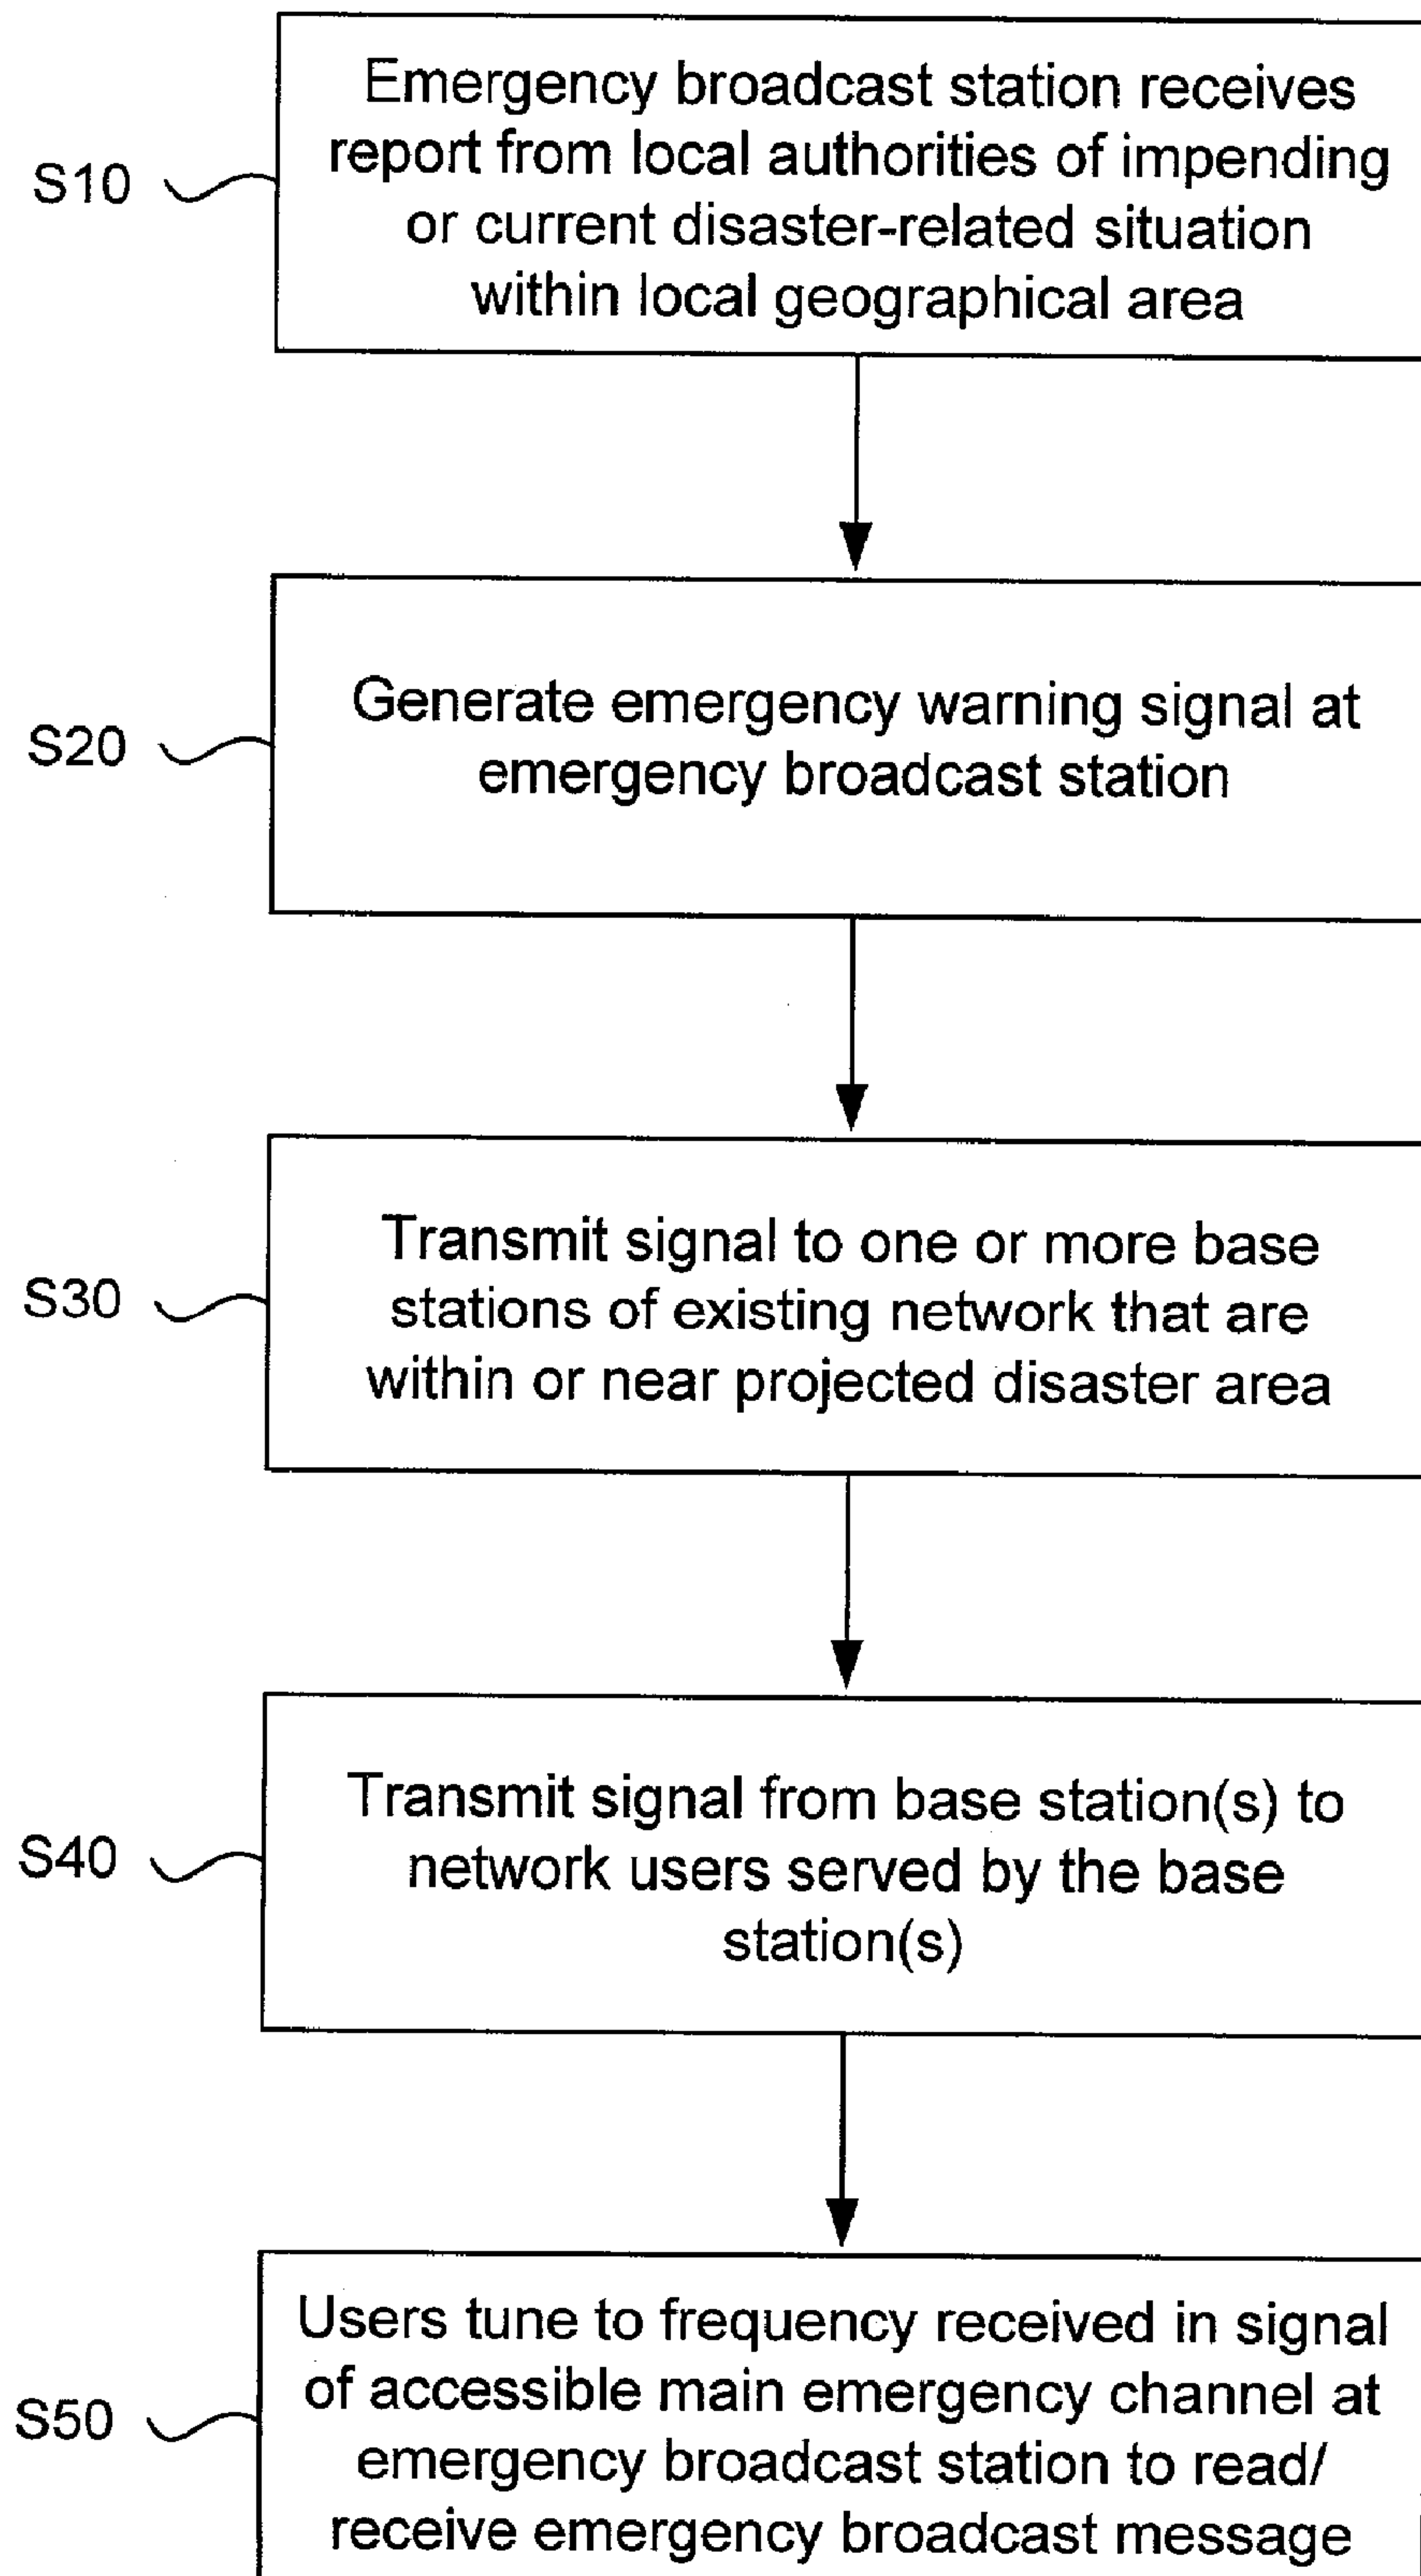 Emergency broadcast station receives
report from local authorities of impending
S10
or current disaster-related situation
within local geographical area
Generate emergency warning signal at
S20
emergency broadcast station
Transmit signal to one or more base
S30
stations of existing network that are
within or near projected disaster area
Transmit signal from base station(s) to
S40
network users served by the base
station(s)
Users tune to frequency received in signal
of accessible main emergency channel at
S50
emergency broadcast station to read/
receive emergency broadcast message